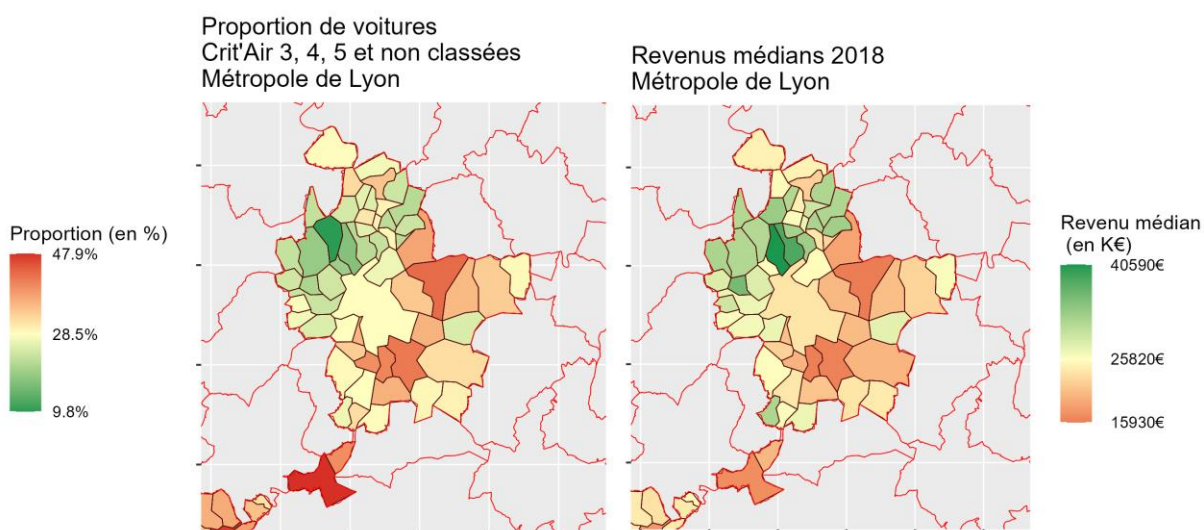 Proportion de voitures
Crit'Air 3, 4, 5 et non classées
Métropole de Lyon
Revenus médians 2018
Métropole de Lyon
Proportion (en %)
47.9%
28.5%
9.8%
Revenu médian
(en K€)
40590€
25820€
15930€